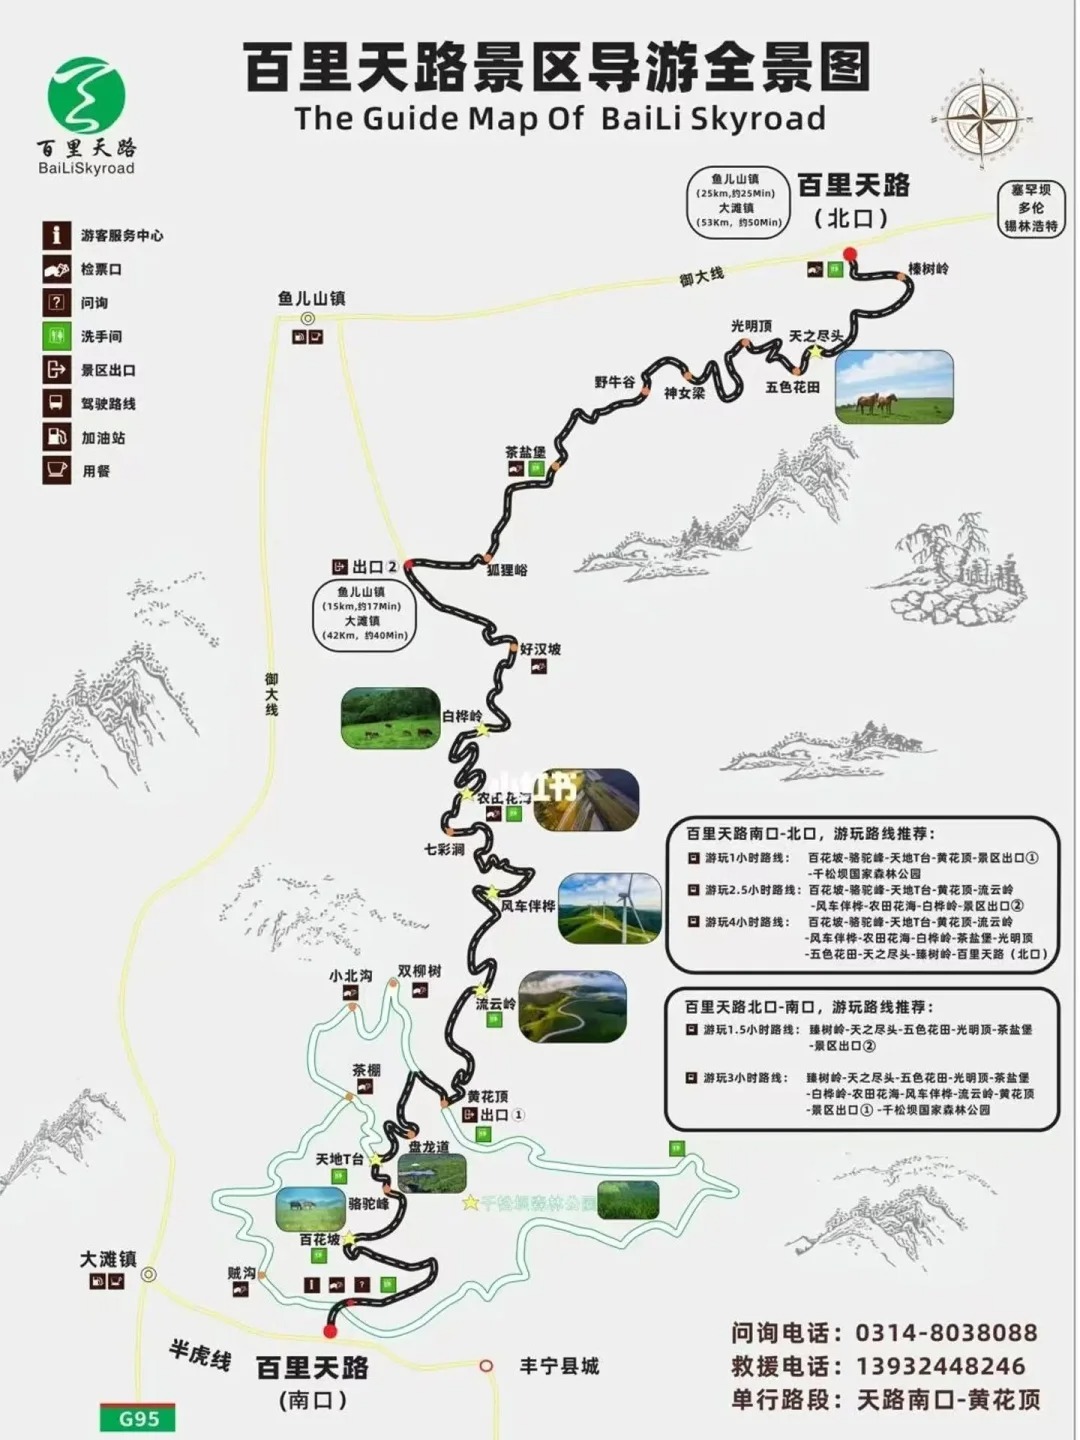 百里天路景区导游全景图
The Guide Map Of BaiLi Skyroad
百里天路
BaiLiSkyroad
游客服务中心
检票口
问询
洗手间
景区出口
驾驶路线
加油站
用餐
鱼儿山镇
(25km,约25Min)
大滩镇
(53Km，约50Min)
百里天路
(北口)
塞罕坝
多伦
锡林浩特
御大线
榛树岭
鱼儿山镇
光明顶
天之尽头
野牛谷
神女梁
五色花田
茶盐堡
出口②
狐狸峪
鱼儿山镇
(15km,约17Min)
大滩镇
(42Km，约40Min)
好汉坡
御大线
白桦岭
小红书
农田花海
七彩涧
风车伴桦
百里天路南口-北口，游玩路线推荐：
游玩1小时路线： 百花坡-骆驼峰-天地T台-黄花顶-景区出口①
-千松坝国家森林公园
游玩2.5小时路线：百花坡-骆驼峰-天地T台-黄花顶-流云岭
-风车伴桦-农田花海-白桦岭-景区出口②
游玩4小时路线： 百花坡-骆驼峰-天地T台-黄花顶-流云岭
-风车伴桦-农田花海-白桦岭-茶盐堡-光明顶
-五色花田-天之尽头-臻树岭-百里天路（北口）
小北沟
双柳树
流云岭
百里天路北口-南口，游玩路线推荐：
游玩1.5小时路线：臻树岭-天之尽头-五色花田-光明顶-茶盐堡
-景区出口②
游玩3小时路线： 臻树岭-天之尽头-五色花田-光明顶-茶盐堡
-白桦岭-农田花海-风车伴桦-流云岭-黄花顶
-景区出口①-千松坝国家森林公园
茶棚
黄花顶
出口①
盘龙道
天地T台
骆驼峰
千松坝森林公园
百花坡
大滩镇
贼沟
半虎线
百里天路
(南口)
丰宁县城
G95
问询电话：0314-8038088
救援电话：13932448246
单行路段：天路南口-黄花顶